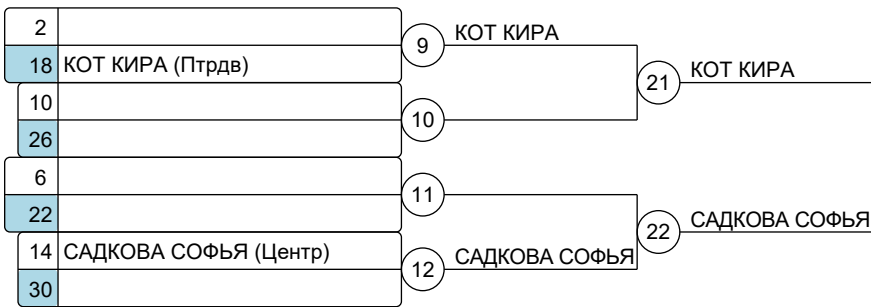 2
9 КОТ КИРА
18 КОТ КИРА (Птрдв)
21 КОТ КИРА
10
10
26
6
11
22
22 САДКОВА СОФЬЯ
14 САДКОВА СОФЬЯ (Центр)
12 САДКОВА СОФЬЯ
30